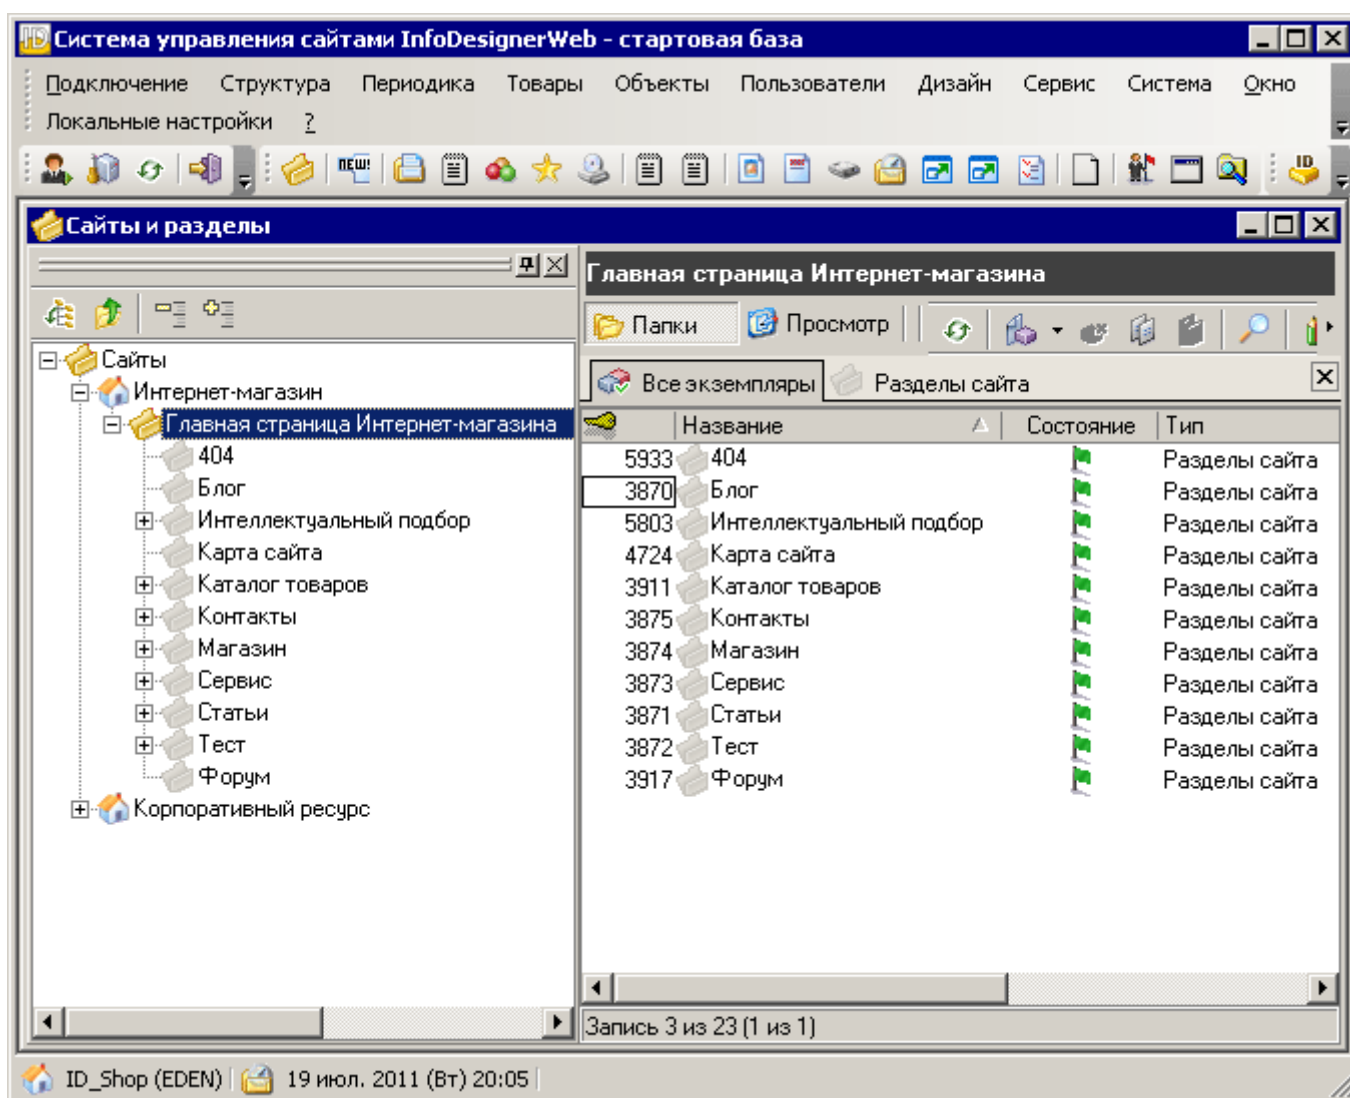 Система управления сайтами InfoDesignerWeb - стартовая база
Подключение Структура Периодика Товары Объекты Пользователи Дизайн Сервис Система Окно
Локальные настройки ?
NEW! ID
Сайты и разделы
Главная страница Интернет-магазина
Папки Просмотр
Все экземпляры Разделы сайта
Сайты
Интернет-магазин
Главная страница Интернет-магазина
404
Блог
Интеллектуальный подбор
Карта сайта
Каталог товаров
Контакты
Магазин
Сервис
Статьи
Тест
Форум
Корпоративный ресурс
Название Состояние Тип
5933 404 Разделы сайта
3870 Блог Разделы сайта
5803 Интеллектуальный подбор Разделы сайта
4724 Карта сайта Разделы сайта
3911 Каталог товаров Разделы сайта
3875 Контакты Разделы сайта
3874 Магазин Разделы сайта
3873 Сервис Разделы сайта
3871 Статьи Разделы сайта
3872 Тест Разделы сайта
3917 Форум Разделы сайта
Запись 3 из 23 (1 из 1)
ID_Shop (EDEN) 19 июл. 2011 (Вт) 20:05